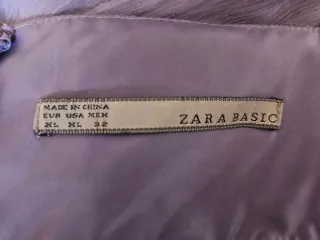 MADE IN CHINA
EUR USA MEX
XL XL 32
ZARA BASIC